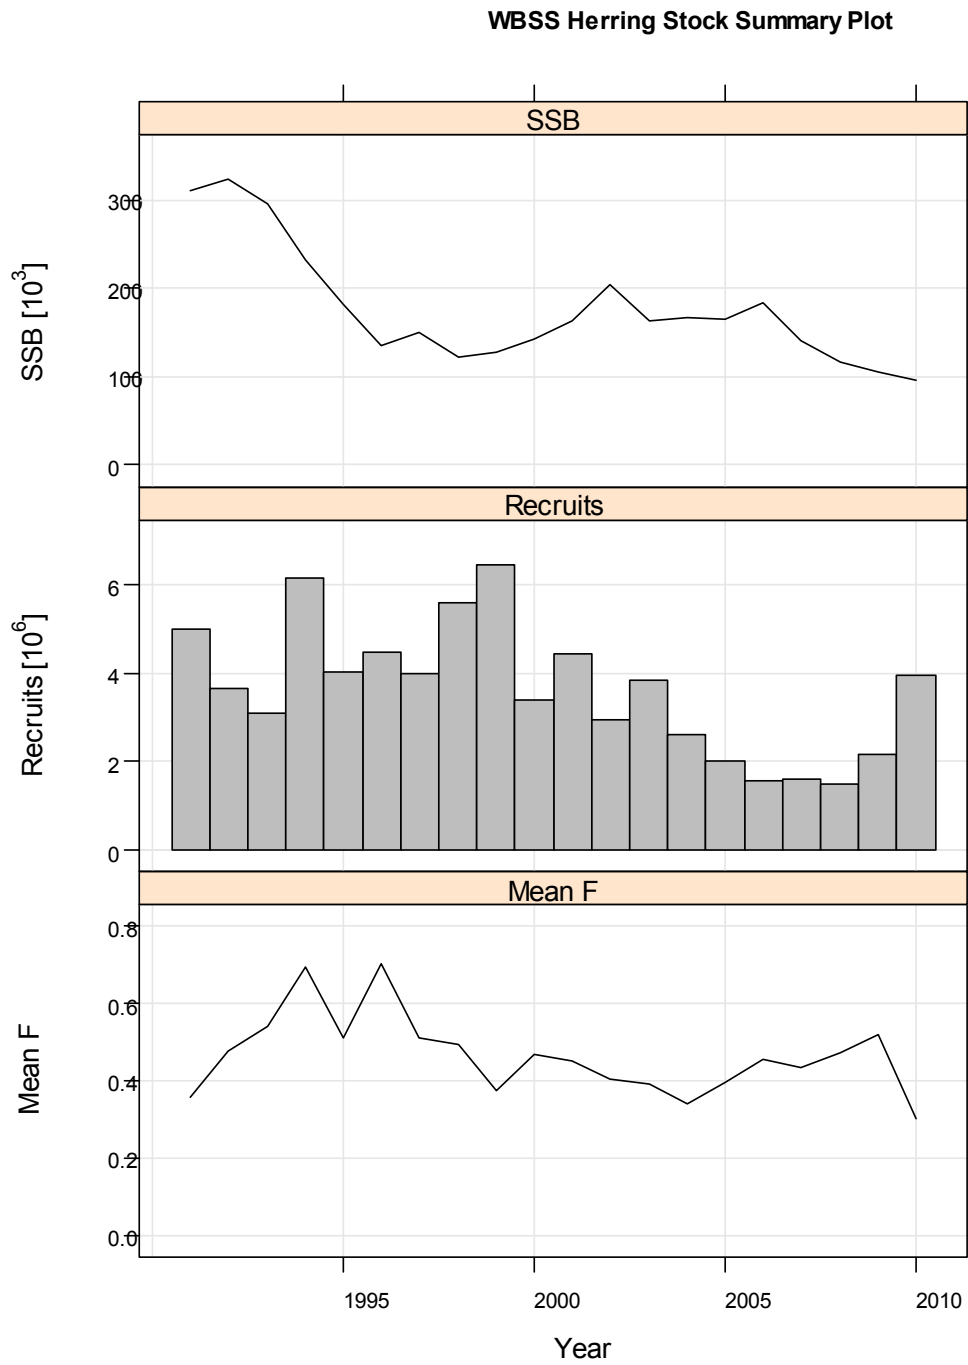 WBSS Herring Stock Summary Plot
SSB
SSB [10³]
300
200
100
0
Recruits
Recruits [10⁶]
6
4
2
0
Mean F
Mean F
0.8
0.6
0.4
0.2
0.0
1995 2000 2005 2010
Year